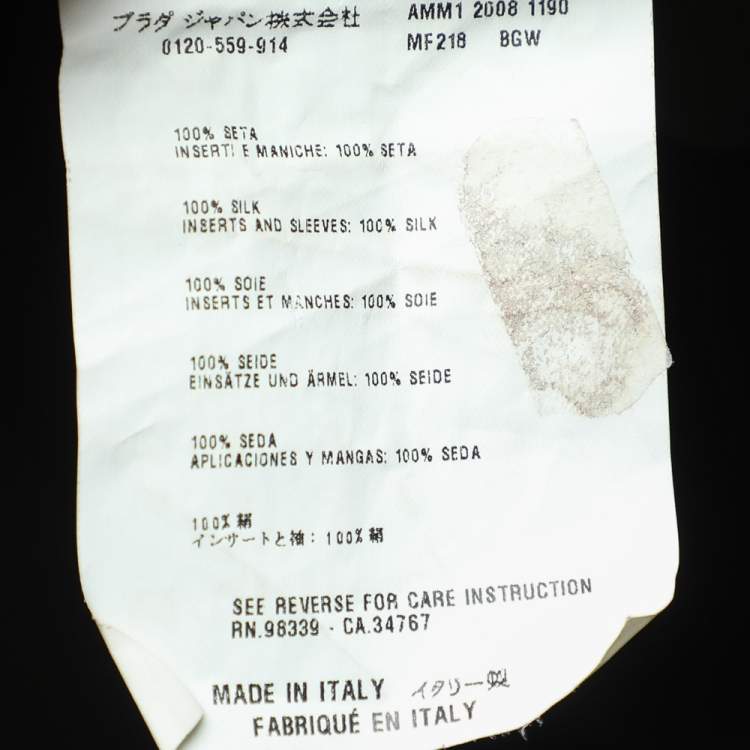 プラダ ジャパン株式会社
0120-559-914
AMM1 2008 1190
MF218 BGW
100% SETA
INSERTI E MANICHE: 100% SETA
100% SILK
INSERTS AND SLEEVES: 100% SILK
100% SOIE
INSERTS ET MANCHES: 100% SOIE
100% SEIDE
EINSÄTZE UND ÄRMEL: 100% SEIDE
100% SEDA
APLICACIONES Y MANGAS: 100% SEDA
100% 絹
インサートと袖: 100% 絹
SEE REVERSE FOR CARE INSTRUCTION
RN.98339 - CA.34767
MADE IN ITALY イタリー製
FABRIQUÉ EN ITALY